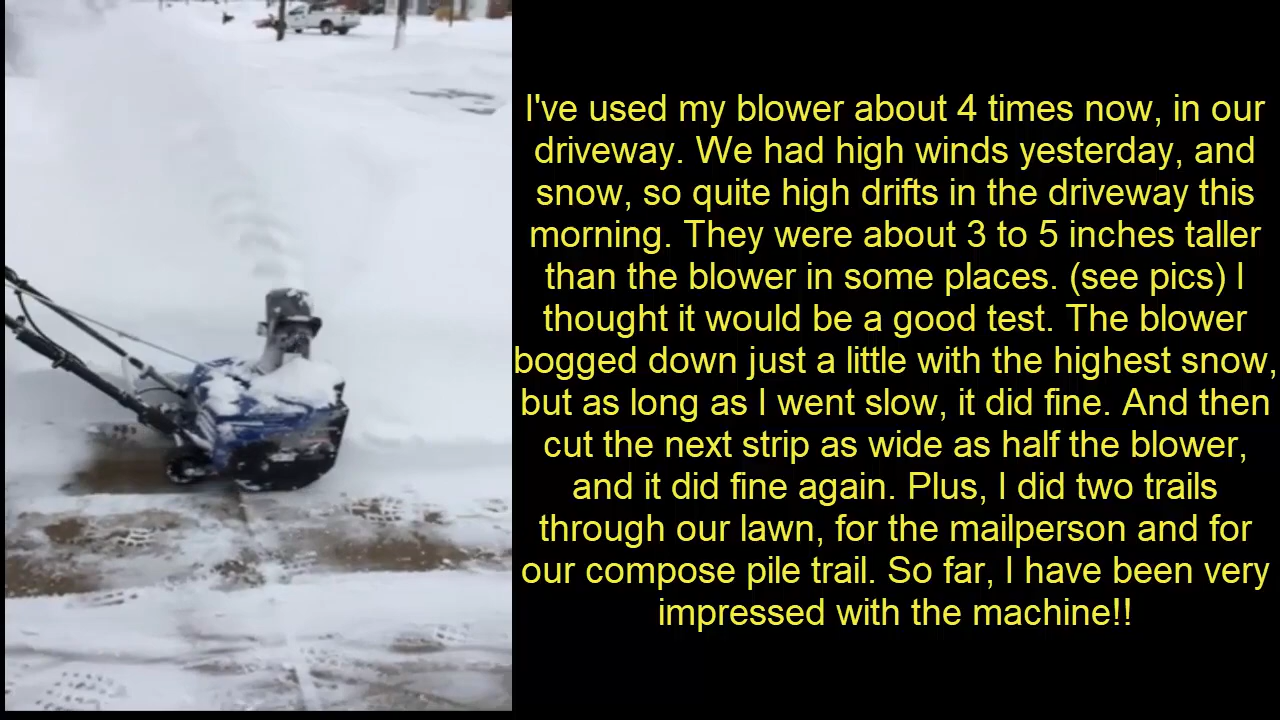 I've used my blower about 4 times now, in our
driveway. We had high winds yesterday, and
snow, so quite high drifts in the driveway this
morning. They were about 3 to 5 inches taller
than the blower in some places. (see pics) I
thought it would be a good test. The blower
bogged down just a little with the highest snow,
but as long as I went slow, it did fine. And then
cut the next strip as wide as half the blower,
and it did fine again. Plus, I did two trails
through our lawn, for the mailperson and for
our compose pile trail. So far, I have been very
impressed with the machine!!